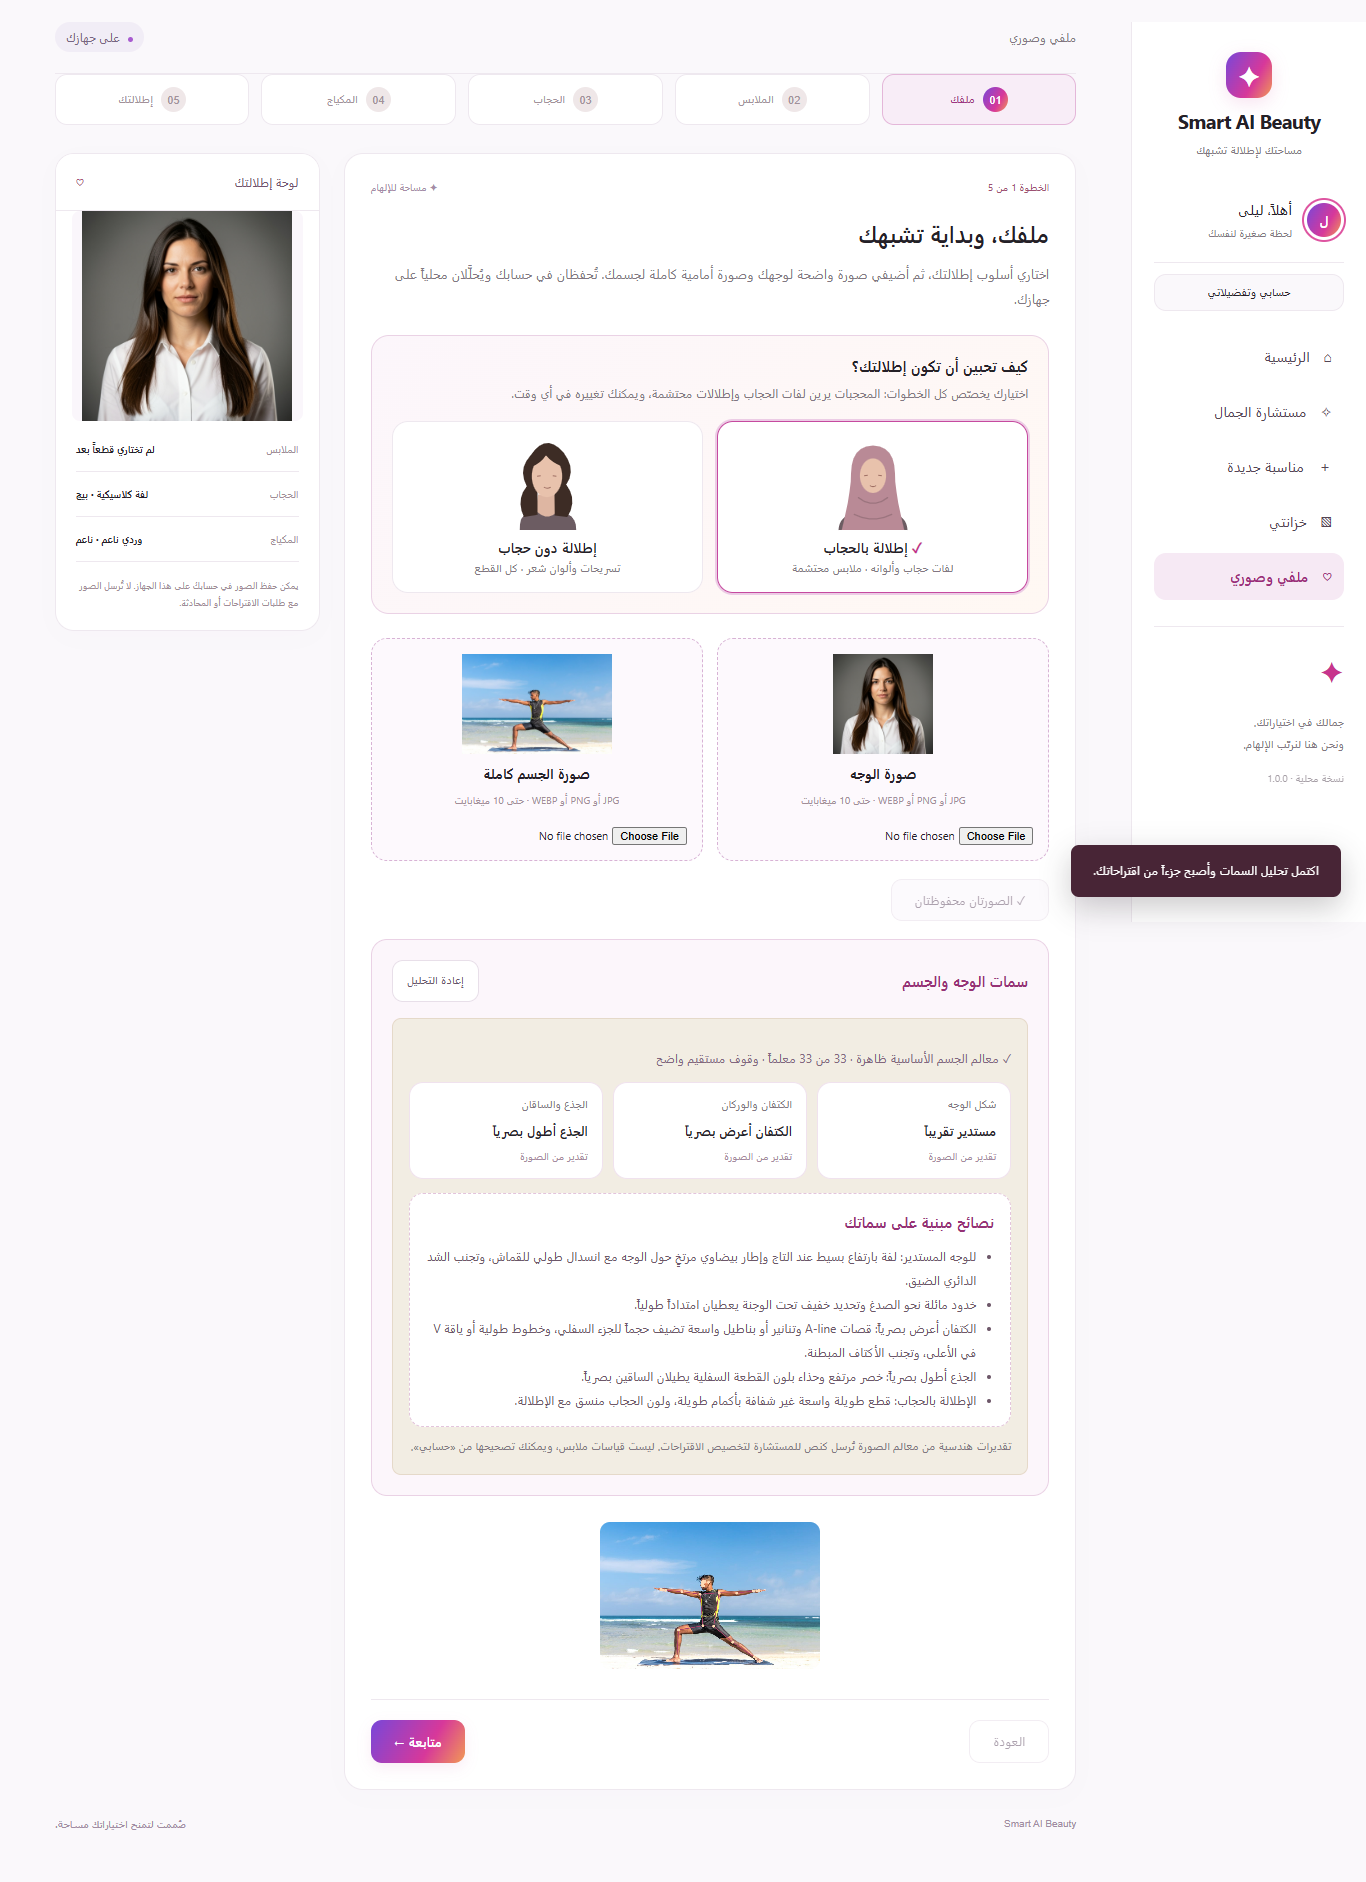 Smart AI Beauty
مساحتك لإطلالة تشبهك
ل
أهلاً، ليلى
لحظة صغيرة لنفسك
حسابي وتفضيلاتي
الرئيسية
مستشارة الجمال
+ مناسبة جديدة
خزانتي
ملفي وصوري
جمالك في اختياراتك.
ونحن هنا لنرتّب الإلهام.
نسخة محلية · 1.0.0
ملفي وصوري
على جهازك
01 ملفك
02 الملابس
03 الحجاب
04 المكياج
05 إطلالتك
الخطوة 1 من 5
✦ مساحة للإلهام
ملفك، وبداية تشبهك
اختاري أسلوب إطلالتك، ثم أضيفي صورة واضحة لوجهك وصورة أمامية كاملة لجسمك. تُحفظان في حسابك ويُحلَّلان محلياً على
جهازك.
كيف تحبين أن تكون إطلالتك؟
اختيارك يخصّص كل الخطوات: المحجبات يرين لفات الحجاب وإطلالات محتشمة، ويمكنك تغييره في أي وقت.
✓ إطلالة بالحجاب
لفات حجاب وألوانه · ملابس محتشمة
إطلالة دون حجاب
تسريحات وألوان شعر · كل القطع
صورة الوجه
JPG أو PNG أو WEBP · حتى 10 ميغابايت
Choose File No file chosen
صورة الجسم كاملة
JPG أو PNG أو WEBP · حتى 10 ميغابايت
Choose File No file chosen
✓ الصورتان محفوظتان
اكتمل تحليل السمات وأصبح جزءاً من اقتراحاتك.
سمات الوجه والجسم
إعادة التحليل
✓ معالم الجسم الأساسية ظاهرة · 33 من 33 معلماً · وقوف مستقيم واضح
شكل الوجه
مستدير تقريباً
تقدير من الصورة
الكتفان والوركان
الكتفان أعرض بصرياً
تقدير من الصورة
الجذع والساقان
الجذع أطول بصرياً
تقدير من الصورة
نصائح مبنية على سماتك
• للوجه المستدير: لفة بارتفاع بسيط عند التاج وإطار بيضاوي مرتخٍ حول الوجه مع انسدال طولي للقماش، وتجنب الشد
الدائري الضيق.
• خدود مائلة نحو الصدغ وتحديد خفيف تحت الوجنة يعطيان امتداداً طولياً.
• الكتفان أعرض بصرياً: قصات A-line وتنانير أو بناطيل واسعة تضيف حجماً للجزء السفلي، وخطوط طولية أو ياقة V
في الأعلى، وتجنب الأكتاف المبطنة.
• الجذع أطول بصرياً: خصر مرتفع وحذاء بلون القطعة السفلية يطيلان الساقين بصرياً.
• الإطلالة بالحجاب: قطع طويلة واسعة غير شفافة بأكمام طويلة، ولون الحجاب منسق مع الإطلالة.
تقديرات هندسية من معالم الصورة تُرسل كنص للمستشارة لتخصيص الاقتراحات. ليست قياسات ملابس، ويمكنك تصحيحها من «حسابي».
العودة
متابعة ←
لوحة إطلالتك
الملابس
لم تختاري قطعاً بعد
الحجاب
لفة كلاسيكية · بيج
المكياج
وردي ناعم · ناعم
يمكن حفظ الصور في حسابك على هذا الجهاز. لا تُرسل الصور
مع طلبات الاقتراحات أو المحادثة.
Smart AI Beauty
صُممت لتمنح اختياراتك مساحة.